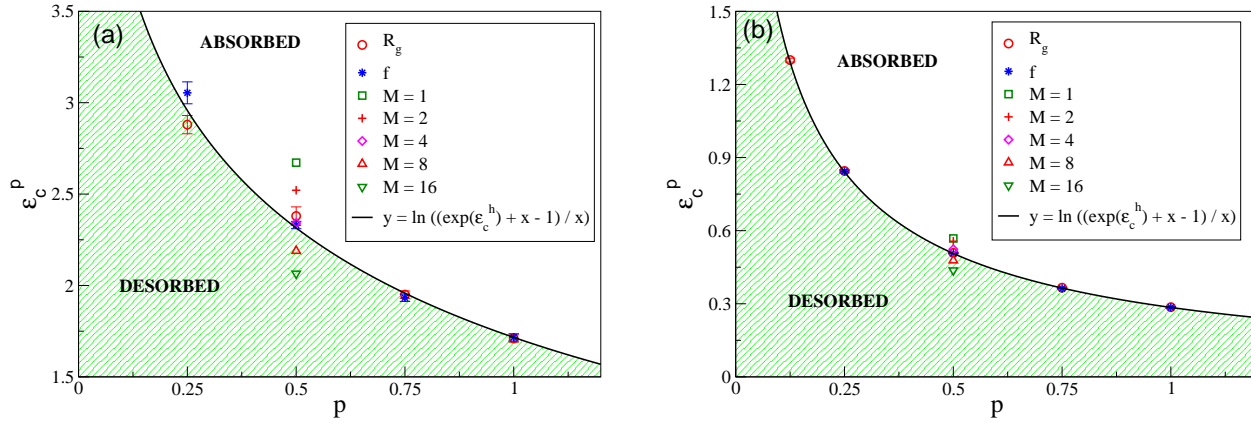 (a)
ABSORBED
DESORBED
R_g
f
M = 1
M = 2
M = 4
M = 8
M = 16
y = ln ((exp(ε_c^h) + x - 1) / x)
3.5
3
2.5
2
1.5
0
0.25
0.5
0.75
1
ε_c^p
p
(b)
ABSORBED
DESORBED
R_g
f
M = 1
M = 2
M = 4
M = 8
M = 16
y = ln ((exp(ε_c^h) + x - 1) / x)
1.5
1.2
0.9
0.6
0.3
0
0
0.25
0.5
0.75
1
ε_c^p
p